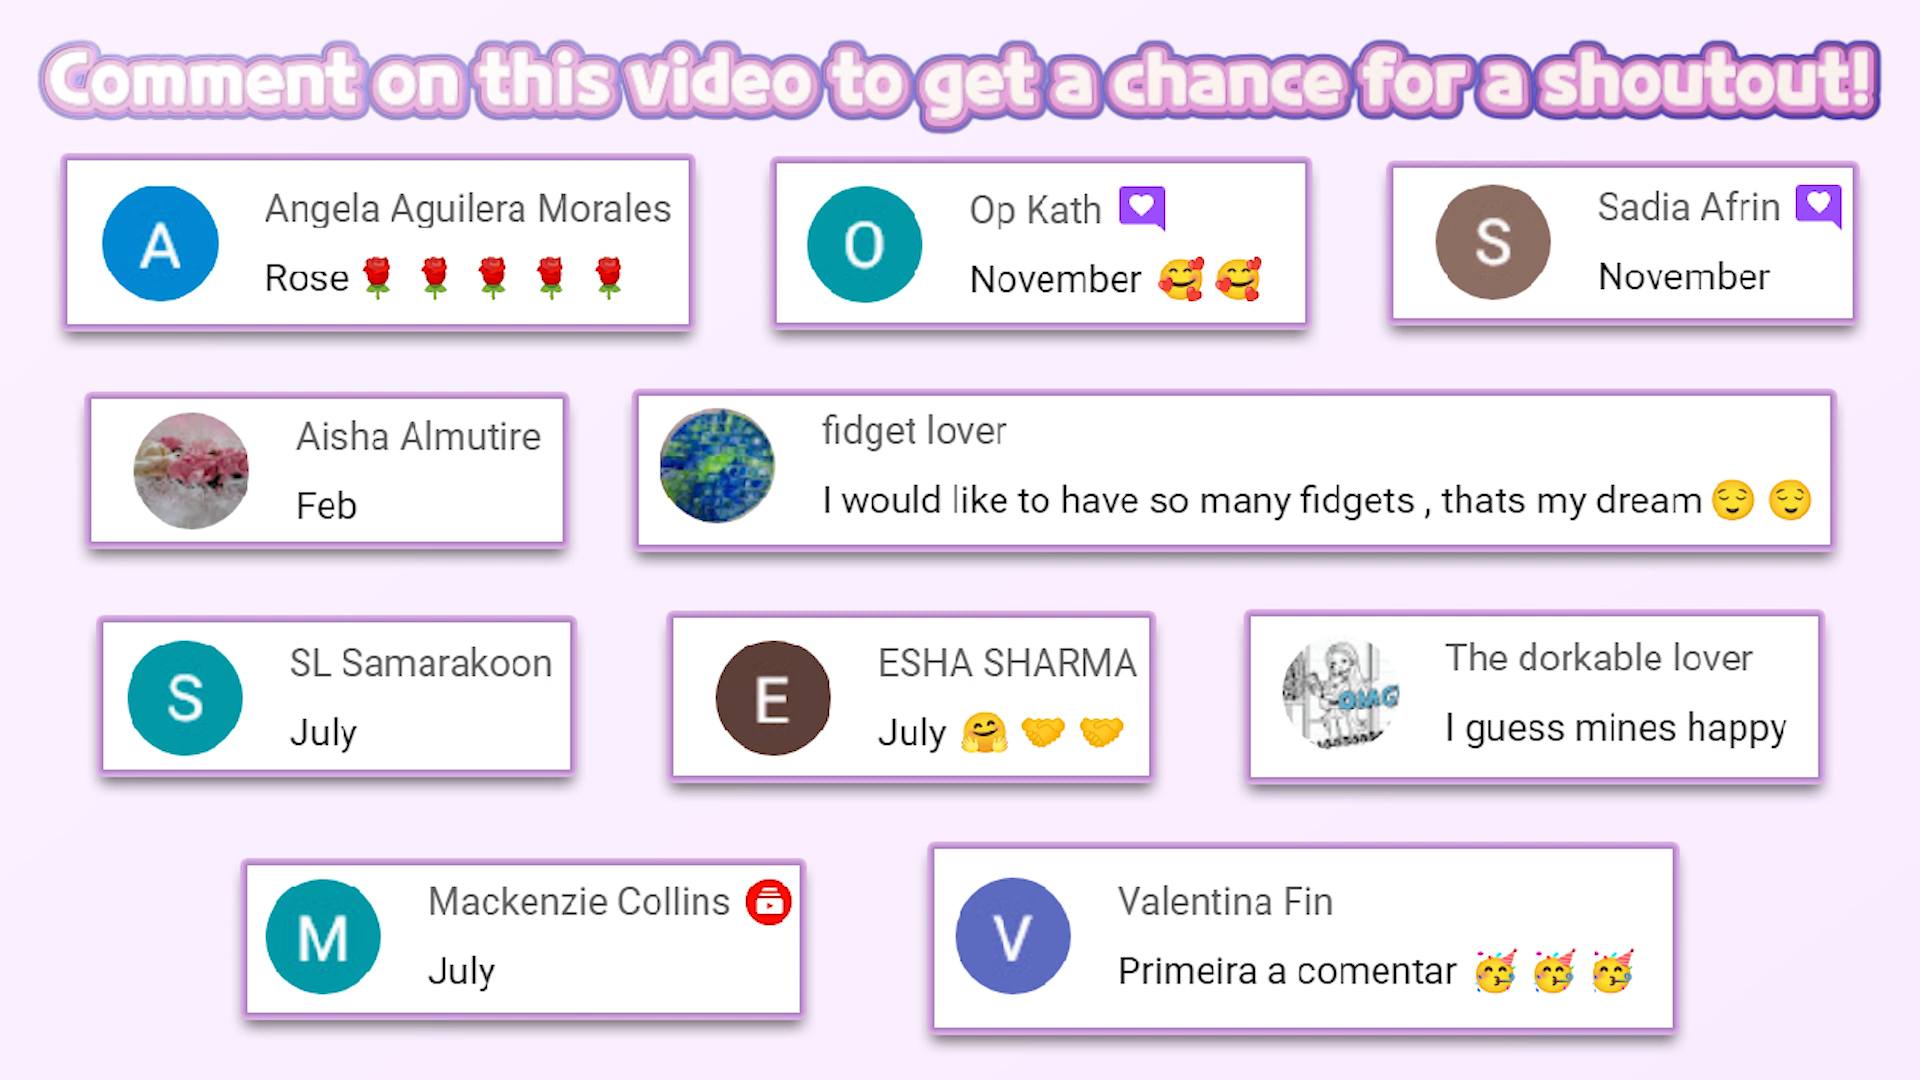 Comment on this video to get a chance for a shoutout!
A
Angela Aguilera Morales
Rose 🌹 🌹 🌹 🌹 🌹
O
Op Kath
November 🥰 🥰
S
Sadia Afrin
November
Aisha Almutire
Feb
fidget lover
I would like to have so many fidgets , thats my dream 😌 😌
S
SL Samarakoon
July
E
ESHA SHARMA
July 🤗 🤝 🤝
OMG
The dorkable lover
I guess mines happy
M
Mackenzie Collins
July
V
Valentina Fin
Primeira a comentar 🥳 🥳 🥳